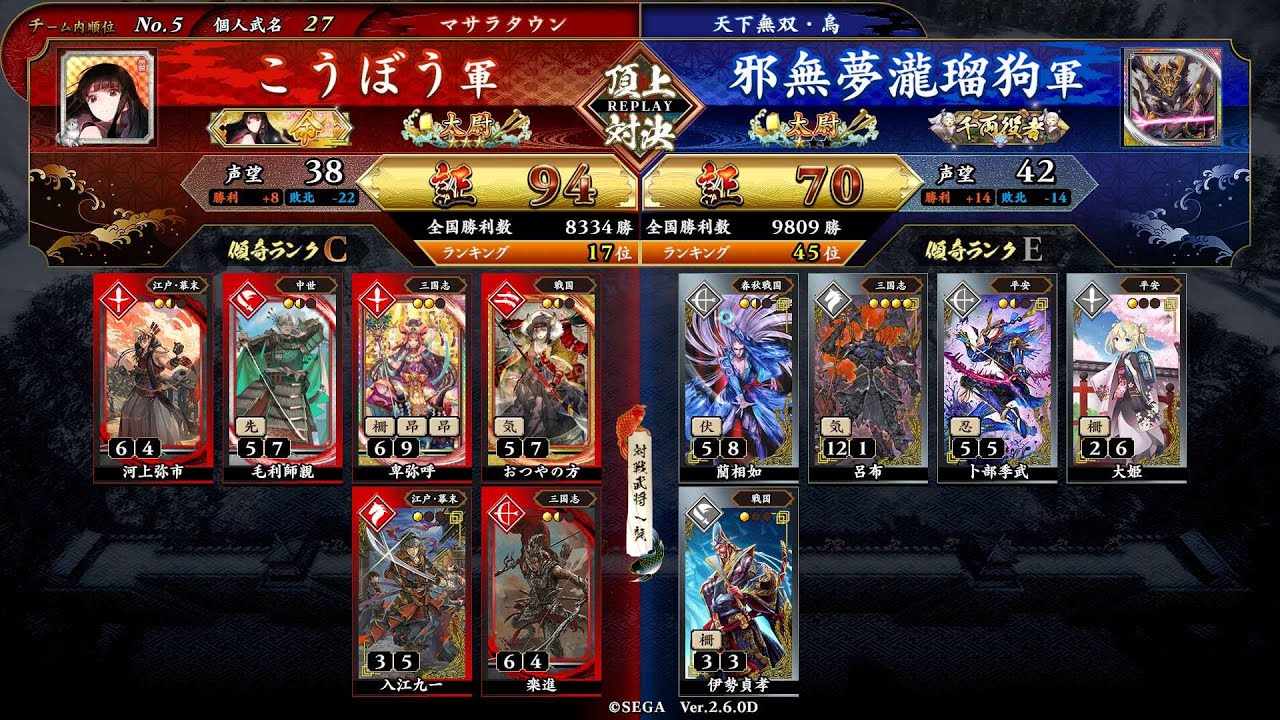 チーム内順位 No.5 個人武名 27 マサラタウン 天下無双・烏
こうぼう軍 頂上 邪無夢瀧瑠狗軍
REPLAY
対決
命 太尉 太尉 千両役者
声望 38 証 94 証 70 声望 42
勝利 +8 敗北 -22 勝利 +14 敗北 -14
全国勝利数 8334勝 全国勝利数 9809勝
傾奇ランクC ランキング 17位 ランキング 45位 傾奇ランクE
江戸・幕末 中世 三国志 戦国 春秋戦国 三国志 平安 平安
先 柵 昂 昂 気 伏 気 忍 柵
6 4 5 7 6 9 5 7 5 8 12 1 5 5 2 6
河上弥市 毛利師親 卑弥呼 おつやの方 藺相如 呂布 卜部季武 大姫
対戦武将一覧
江戸・幕末 三国志 戦国
柵
3 5 6 4 3 3
入江九一 楽進 伊勢貞孝
©SEGA Ver.2.6.0D